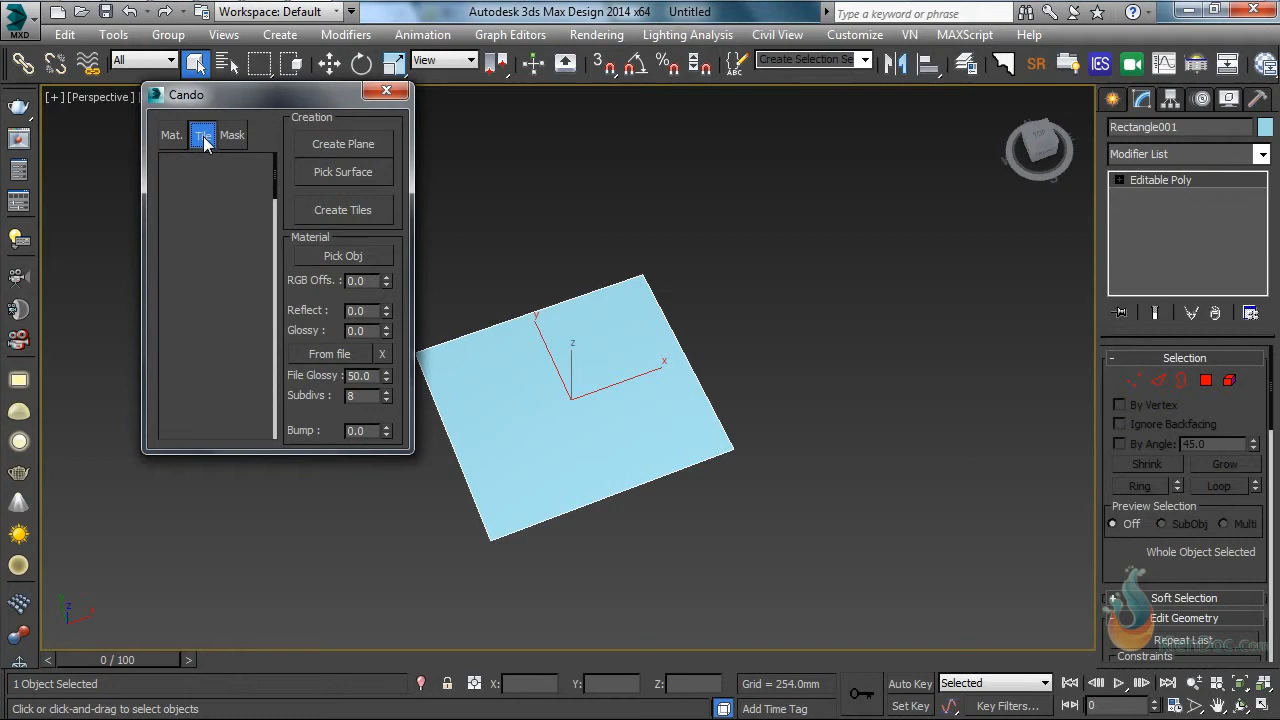 MXD
Workspace: Default
Autodesk 3ds Max Design 2014 x64
Untitled
Type a keyword or phrase
Edit Tools Group Views Create Modifiers Animation Graph Editors Rendering Lighting Analysis Civil View Customize VN MAXScript Help
All
View
Create Selection Se
SR IES
[+] [Perspective]
Cando
Mat. Tile Mask
Creation
Create Plane
Pick Surface
Create Tiles
Material
Pick Obj
RGB Offs. : 0.0
Reflect : 0.0
Glossy : 0.0
From file X
File Glossy : 50.0
Subdivs : 8
Bump : 0.0
TOP
y
z
x
z
Rectangle001
Modifier List
Editable Poly
Selection
By Vertex
Ignore Backfacing
By Angle: 45.0
Shrink Grow
Ring Loop
Preview Selection
Off SubObj Multi
Whole Object Selected
Soft Selection
Edit Geometry
Repeat Last
Constraints
0 / 100
1 Object Selected
X: Y: Z: Grid = 254.0mm
Auto Key Selected
Click or click-and-drag to select objects
Add Time Tag
Set Key Key Filters... 0